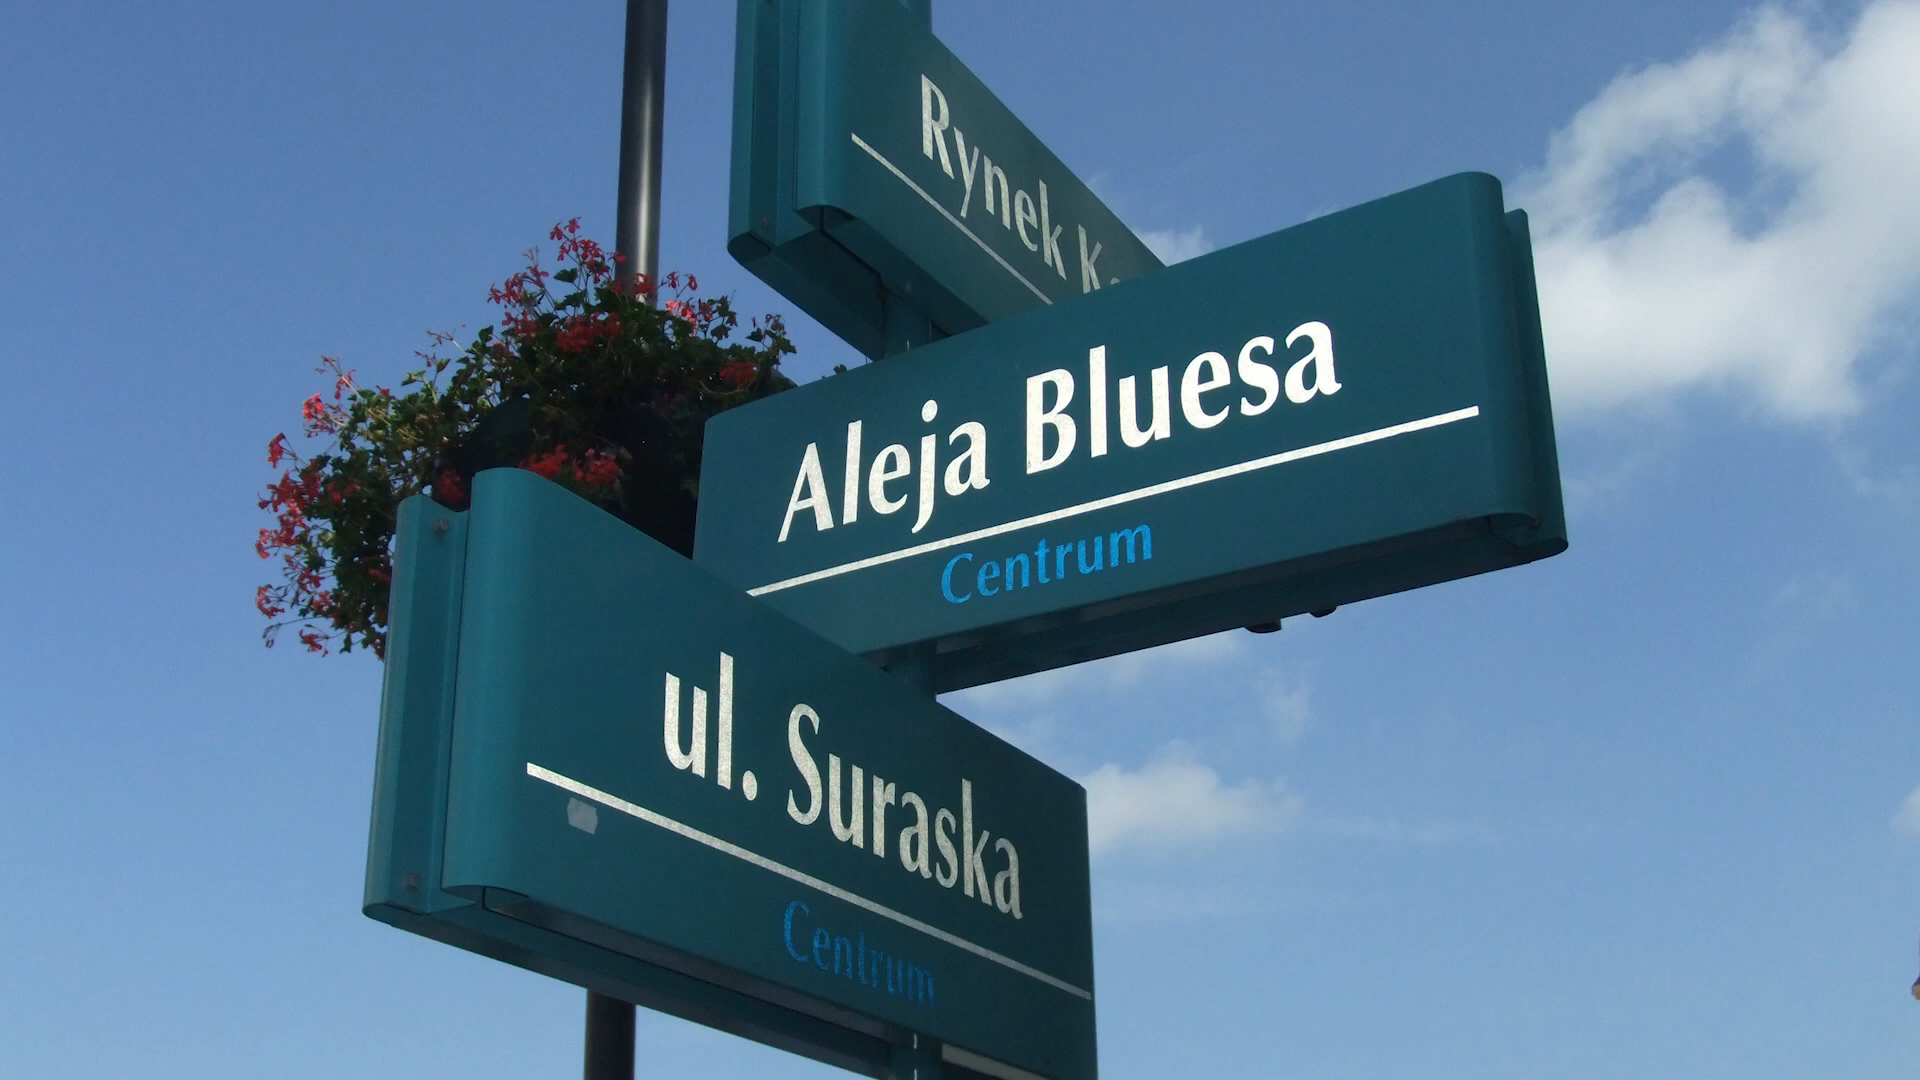 Rynek
Aleja Bluesa
Centrum
ul. Suraska
Centrum